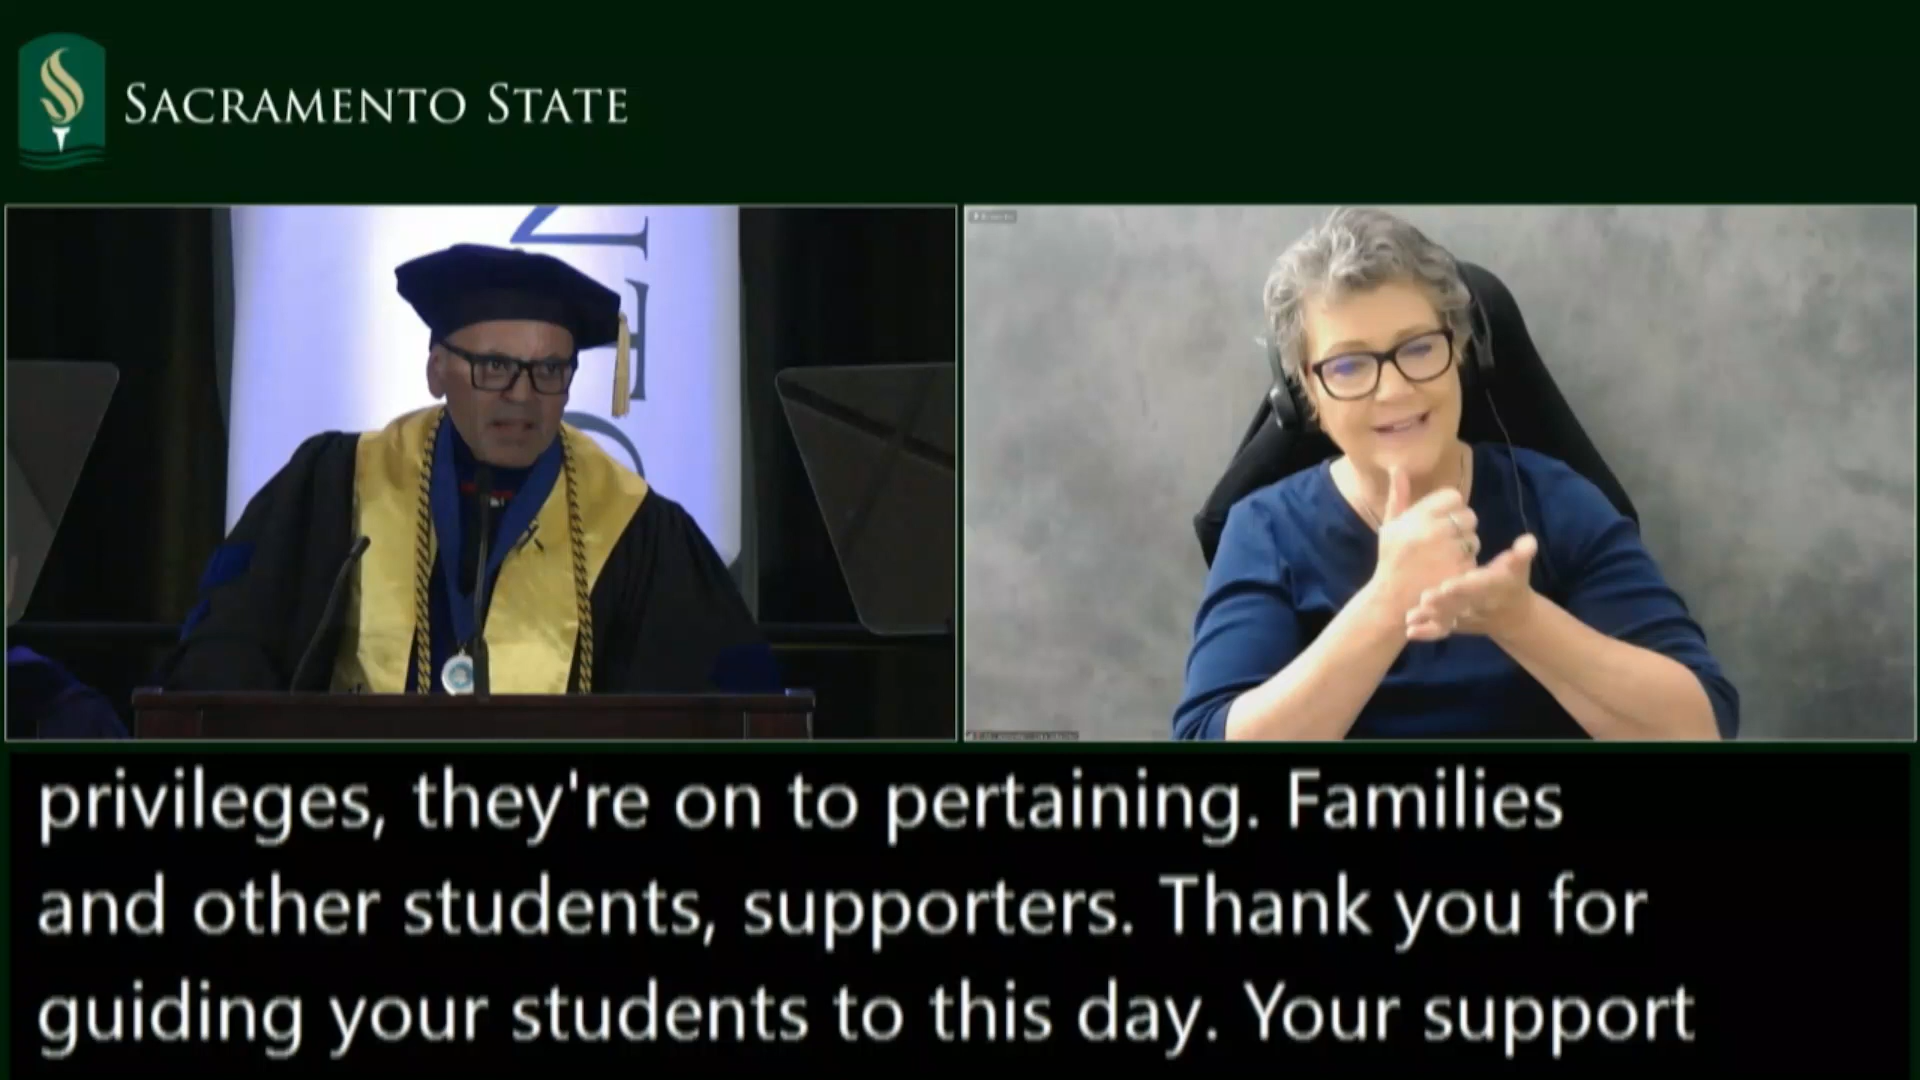 SACRAMENTO STATE
privileges, they're on to pertaining. Families
and other students, supporters. Thank you for
guiding your students to this day. Your support